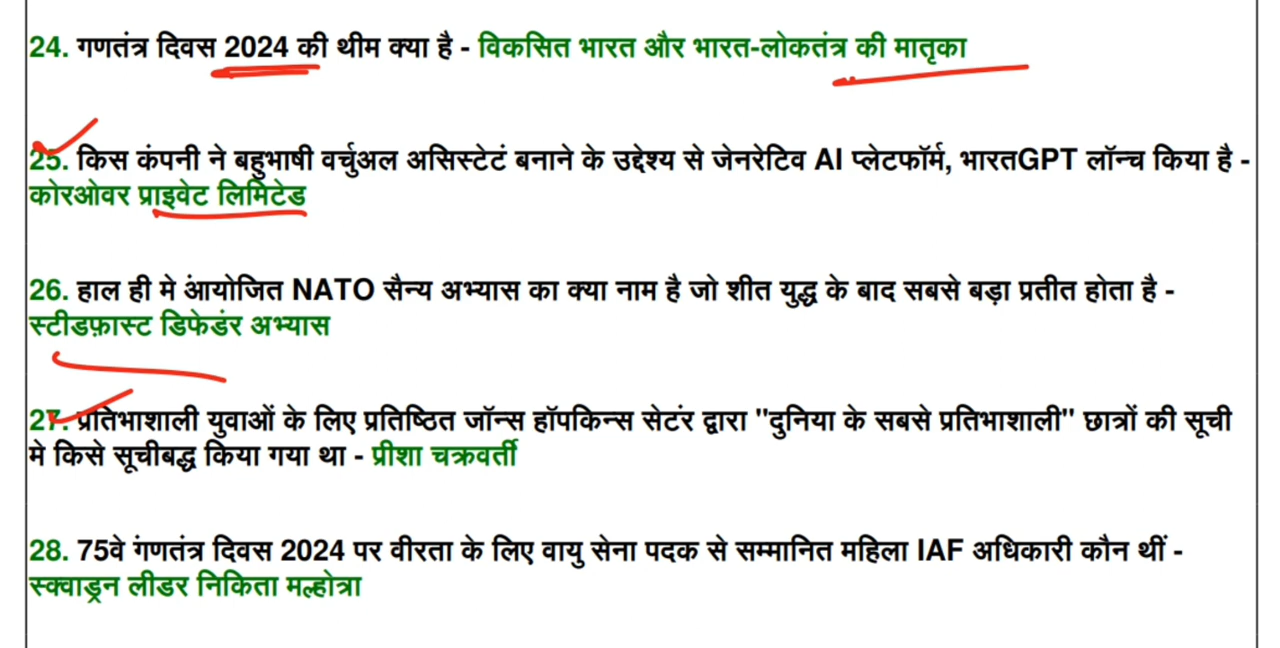 24. गणतंत्र दिवस 2024 की थीम क्या है - विकसित भारत और भारत-लोकतंत्र की मातृका
25. किस कंपनी ने बहुभाषी वर्चुअल असिस्टेटं बनाने के उद्देश्य से जेनरेटिव AI प्लेटफॉर्म, भारतGPT लॉन्च किया है -
कोरओवर प्राइवेट लिमिटेड
26. हाल ही मे आंयोजित NATO सैन्य अभ्यास का क्या नाम है जो शीत युद्ध के बाद सबसे बड़ा प्रतीत होता है -
स्टीडफ़ास्ट डिफेडंर अभ्यास
27. प्रतिभाशाली युवाओं के लिए प्रतिष्ठित जॉन्स हॉपकिन्स सेटंर द्वारा "दुनिया के सबसे प्रतिभाशाली" छात्रों की सूची
मे किसे सूचीबद्ध किया गया था - प्रीशा चक्रवर्ती
28. 75वे गंणतंत्र दिवस 2024 पर वीरता के लिए वायु सेना पदक से सम्मानित महिला IAF अधिकारी कौन थीं -
स्क्वाड्रन लीडर निकिता मल्होत्रा